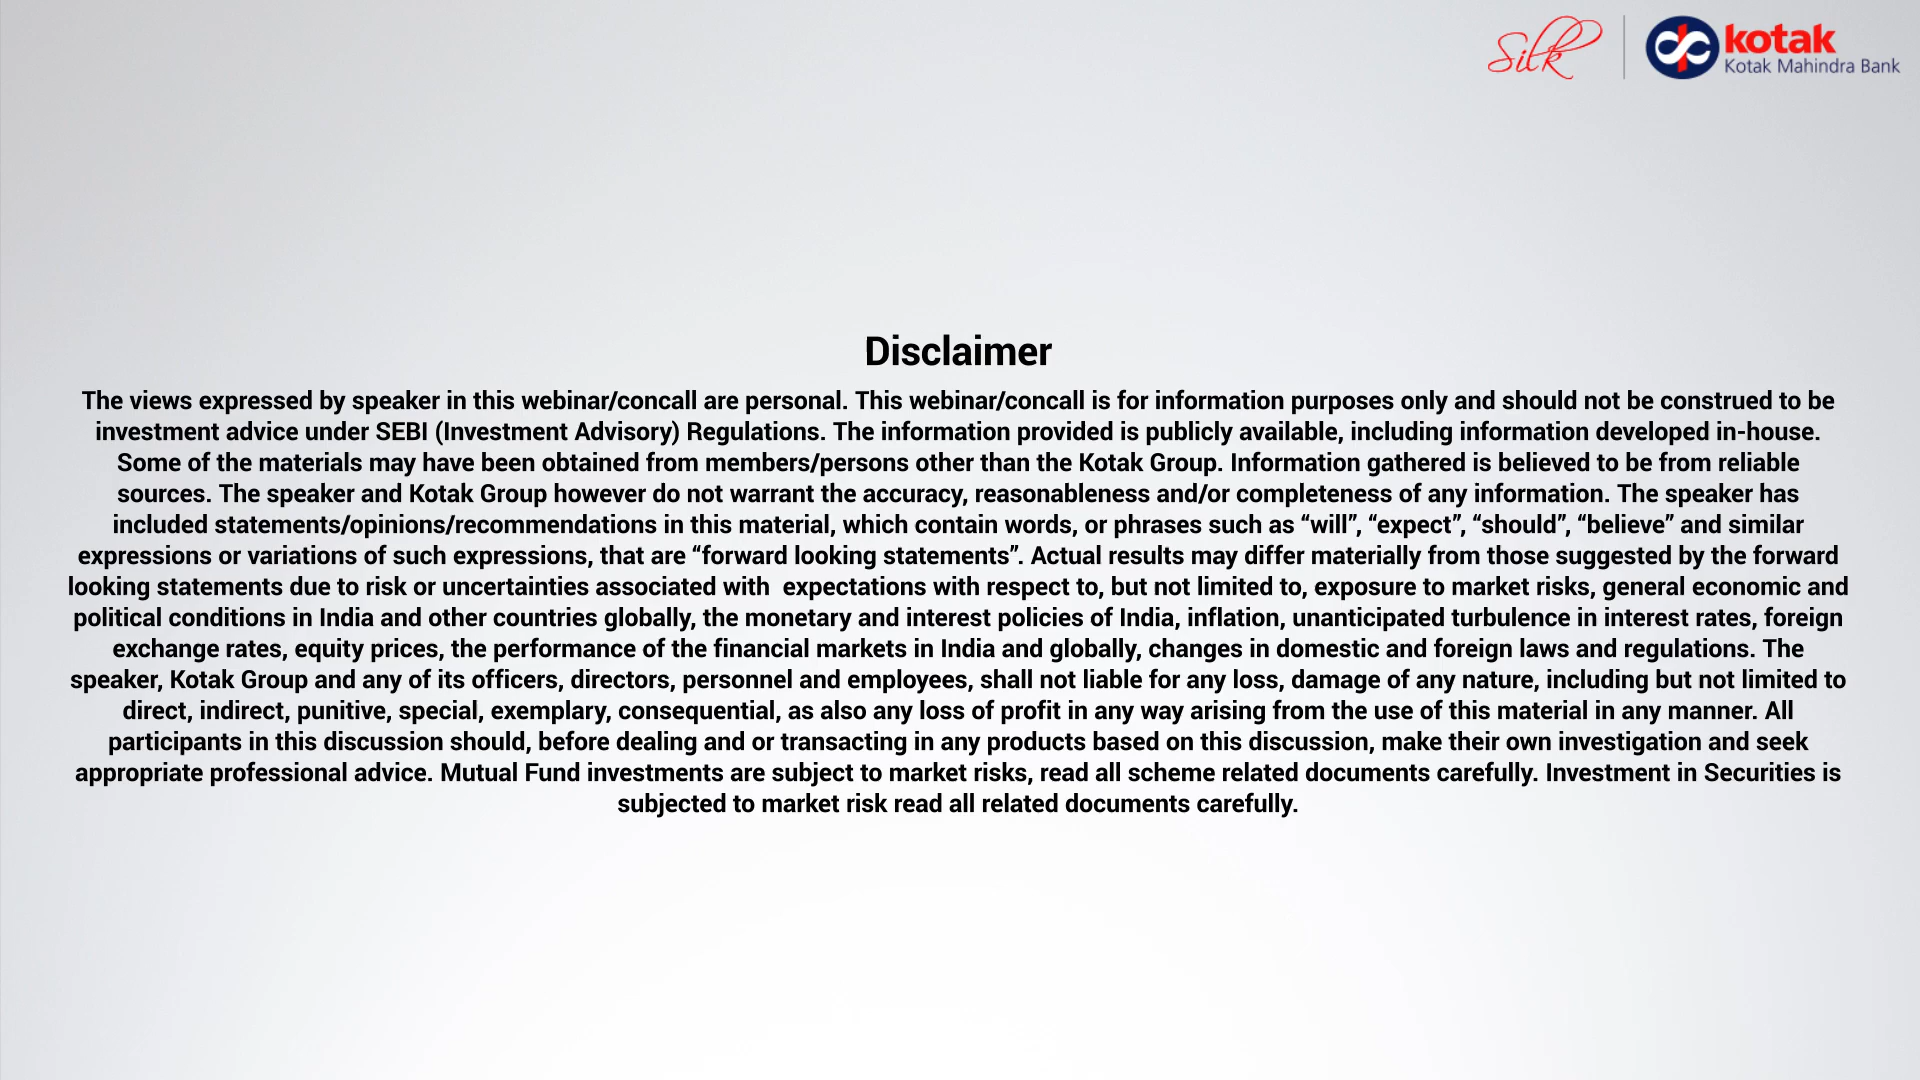 Silk
kotak
Kotak Mahindra Bank
Disclaimer
The views expressed by speaker in this webinar/concall are personal. This webinar/concall is for information purposes only and should not be construed to be
investment advice under SEBI (Investment Advisory) Regulations. The information provided is publicly available, including information developed in-house.
Some of the materials may have been obtained from members/persons other than the Kotak Group. Information gathered is believed to be from reliable
sources. The speaker and Kotak Group however do not warrant the accuracy, reasonableness and/or completeness of any information. The speaker has
included statements/opinions/recommendations in this material, which contain words, or phrases such as “will”, “expect”, “should”, “believe” and similar
expressions or variations of such expressions, that are “forward looking statements”. Actual results may differ materially from those suggested by the forward
looking statements due to risk or uncertainties associated with  expectations with respect to, but not limited to, exposure to market risks, general economic and
political conditions in India and other countries globally, the monetary and interest policies of India, inflation, unanticipated turbulence in interest rates, foreign
exchange rates, equity prices, the performance of the financial markets in India and globally, changes in domestic and foreign laws and regulations. The
speaker, Kotak Group and any of its officers, directors, personnel and employees, shall not liable for any loss, damage of any nature, including but not limited to
direct, indirect, punitive, special, exemplary, consequential, as also any loss of profit in any way arising from the use of this material in any manner. All
participants in this discussion should, before dealing and or transacting in any products based on this discussion, make their own investigation and seek
appropriate professional advice. Mutual Fund investments are subject to market risks, read all scheme related documents carefully. Investment in Securities is
subjected to market risk read all related documents carefully.